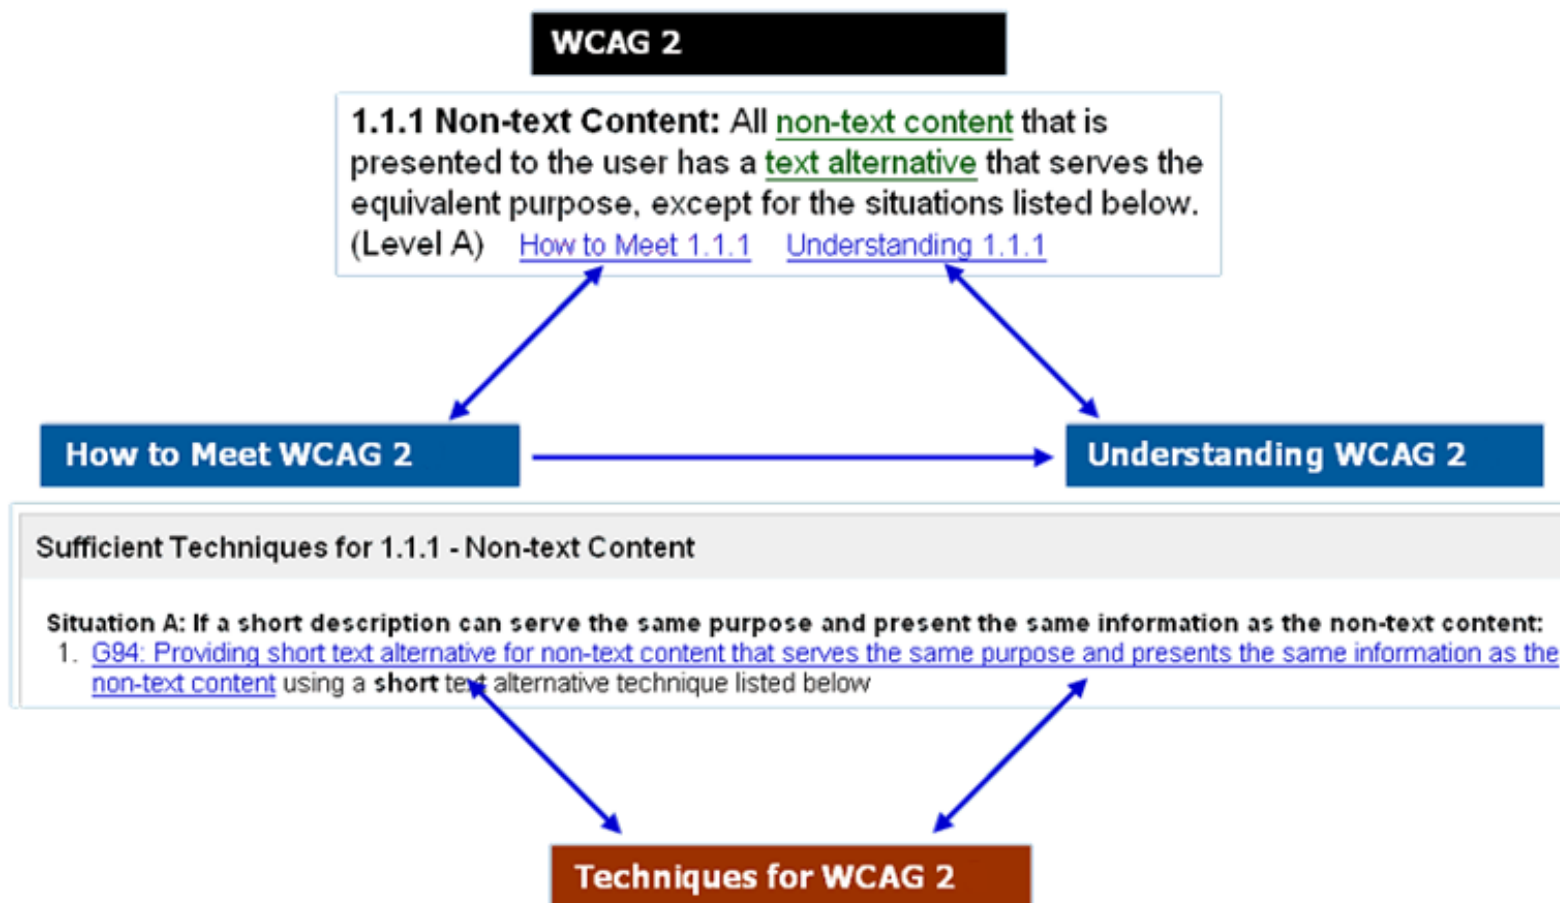 WCAG 2
1.1.1 Non-text Content: All non-text content that is
presented to the user has a text alternative that serves the
equivalent purpose, except for the situations listed below.
(Level A) How to Meet 1.1.1 Understanding 1.1.1
How to Meet WCAG 2
Understanding WCAG 2
Sufficient Techniques for 1.1.1 - Non-text Content
Situation A: If a short description can serve the same purpose and present the same information as the non-text content:
1. G94: Providing short text alternative for non-text content that serves the same purpose and presents the same information as the
non-text content using a short text alternative technique listed below
Techniques for WCAG 2